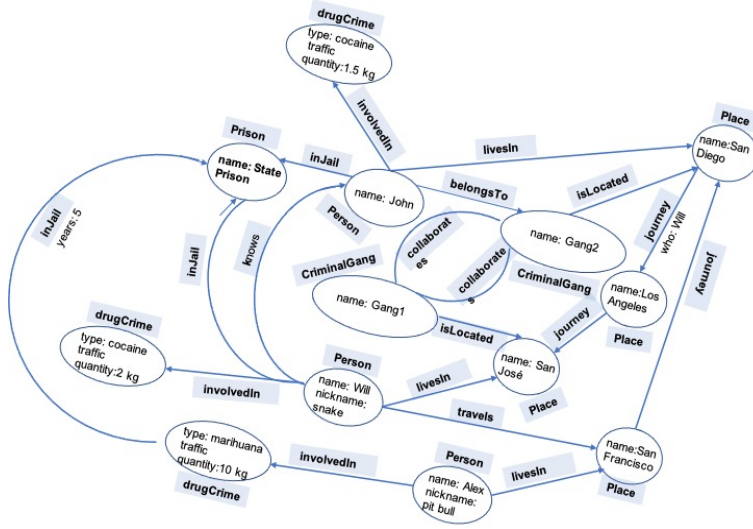 drugCrime
type: cocaine
traffic
quantity:1.5 kg
involvedIn
Place
name:San
Diego
livesIn
Prison
name: State
Prison
inJail
name: John
Person
belongsTo
isLocated
journey
who: Will
inJail
years: 5
inJail
knows
collaborat
es
collaborate
s
name: Gang2
CriminalGang
CriminalGang
name: Gang1
name:Los
Angeles
Place
journey
journey
isLocated
name: San
José
Place
drugCrime
type: cocaine
traffic
quantity:2 kg
involvedIn
Person
name: Will
nickname:
snake
livesIn
travels
name:San
Francisco
Place
type: marihuana
traffic
quantity:10 kg
drugCrime
involvedIn
Person
name: Alex
nickname:
pit bull
livesIn